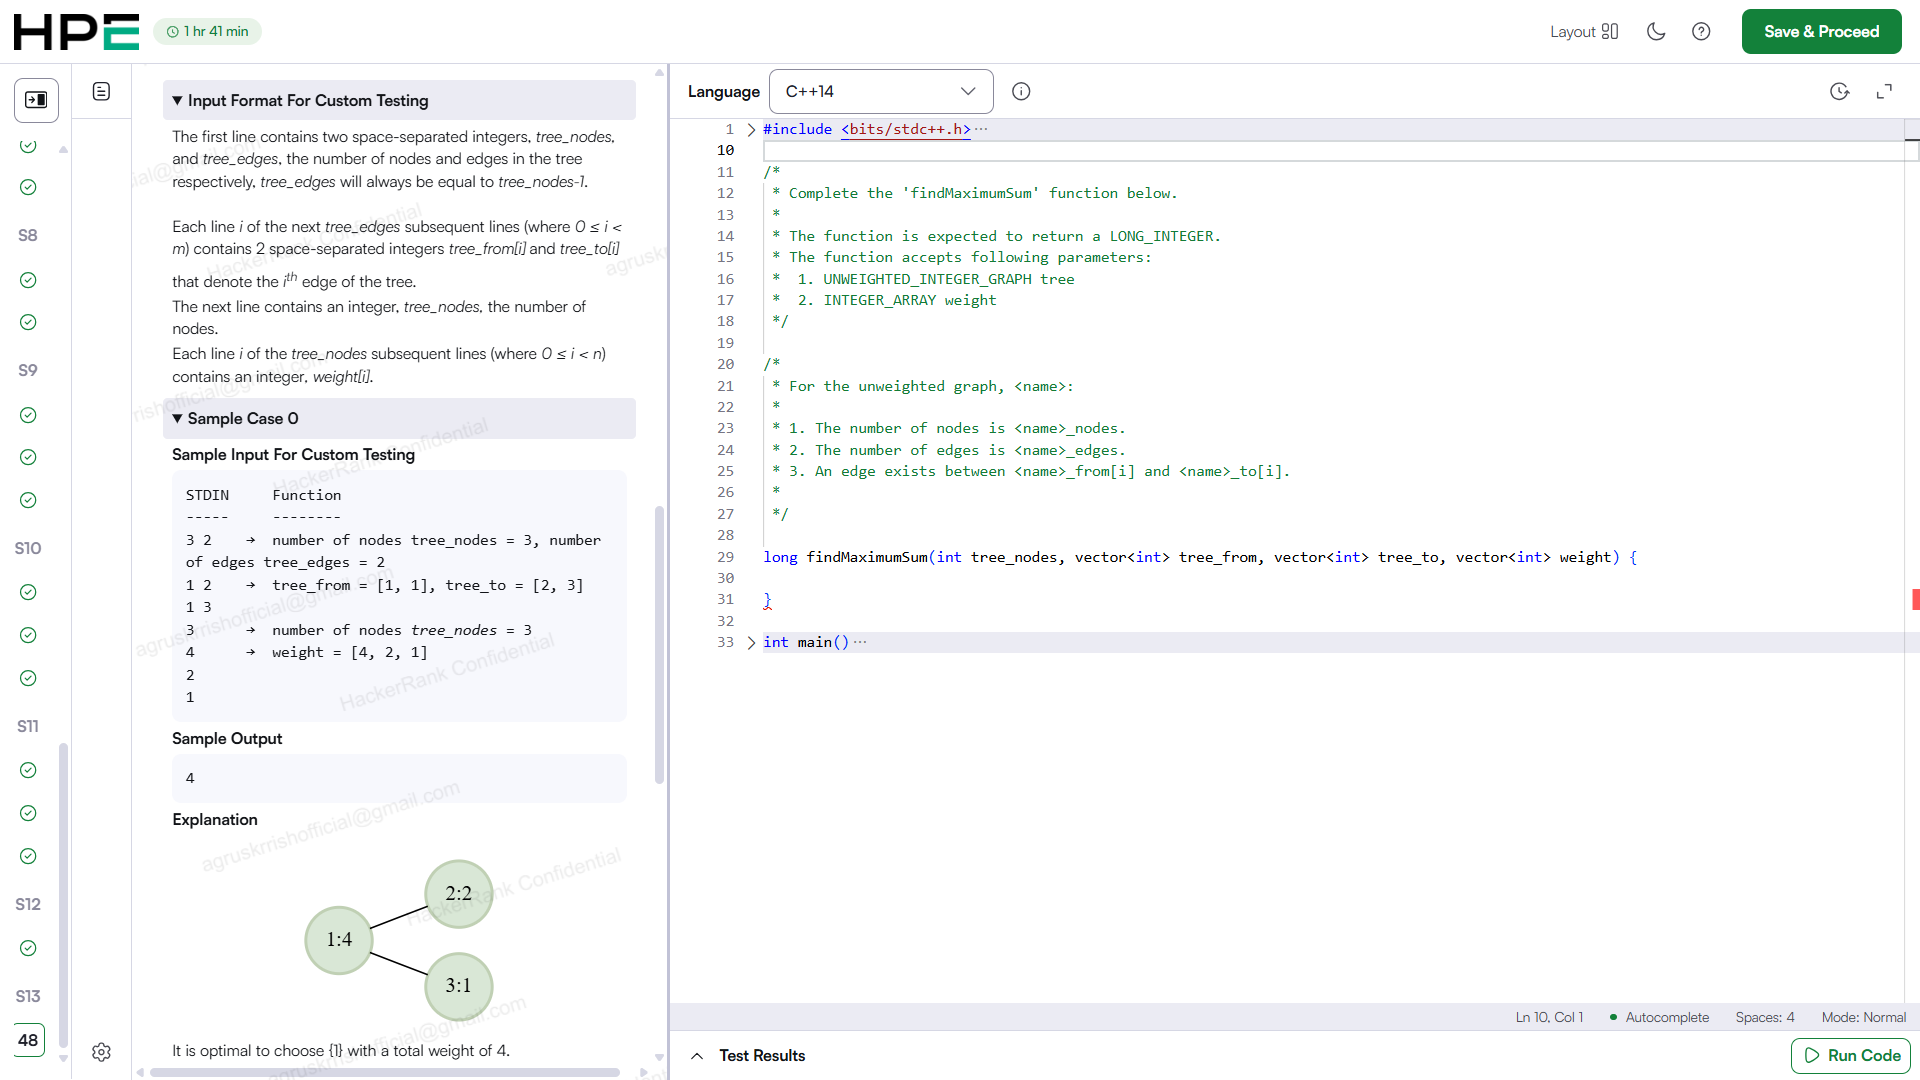 HPE
1 hr 41 min
Layout
Save & Proceed
S8
S9
S10
S11
S12
S13
48
Input Format For Custom Testing
The first line contains two space-separated integers, tree_nodes,
and tree_edges, the number of nodes and edges in the tree
respectively, tree_edges will always be equal to tree_nodes-1.
Each line i of the next tree_edges subsequent lines (where 0 ≤ i <
m) contains 2 space-separated integers tree_from[i] and tree_to[i]
that denote the ith edge of the tree.
The next line contains an integer, tree_nodes, the number of
nodes.
Each line i of the tree_nodes subsequent lines (where 0 ≤ i < n)
contains an integer, weight[i].
Sample Case 0
Sample Input For Custom Testing
STDIN     Function
-----     --------
3 2    →  number of nodes tree_nodes = 3, number
of edges tree_edges = 2
1 2    →  tree_from = [1, 1], tree_to = [2, 3]
1 3
3      →  number of nodes tree_nodes = 3
4      →  weight = [4, 2, 1]
2
1
Sample Output
4
Explanation
2:2
1:4
3:1
It is optimal to choose {1} with a total weight of 4.
HackerRank Confidential
agruskrrishofficial@gmail.com
Language
C++14
1 #include <bits/stdc++.h>···
10
11 /*
12  * Complete the 'findMaximumSum' function below.
13  *
14  * The function is expected to return a LONG_INTEGER.
15  * The function accepts following parameters:
16  *  1. UNWEIGHTED_INTEGER_GRAPH tree
17  *  2. INTEGER_ARRAY weight
18  */
19
20 /*
21  * For the unweighted graph, <name>:
22  *
23  * 1. The number of nodes is <name>_nodes.
24  * 2. The number of edges is <name>_edges.
25  * 3. An edge exists between <name>_from[i] and <name>_to[i].
26  *
27  */
28
29 long findMaximumSum(int tree_nodes, vector<int> tree_from, vector<int> tree_to, vector<int> weight) {
30
31 }
32
33 int main()···
Ln 10, Col 1
Autocomplete
Spaces: 4
Mode: Normal
Test Results
Run Code